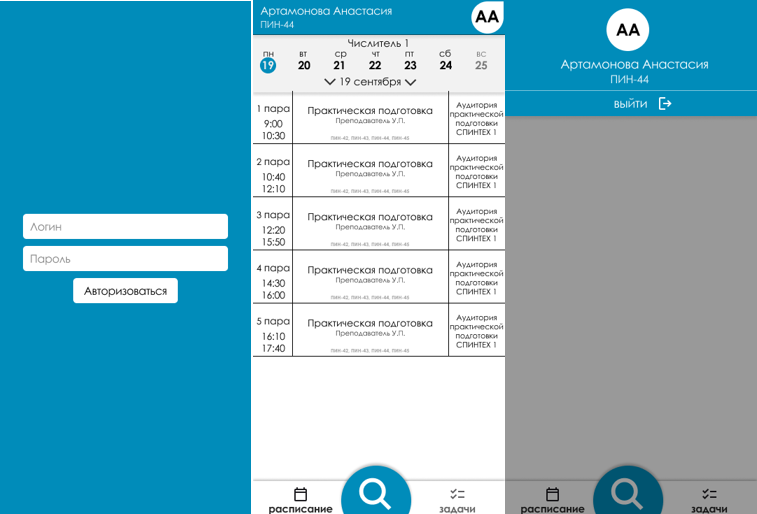 Логин
Пароль
Авторизоваться
Артамонова Анастасия
ПИН-44
АА
Числитель 1
пн вт ср чт пт сб вс
19 20 21 22 23 24 25
19 сентября
1 пара
9:00
10:30
Практическая подготовка
Преподаватель У.П.
ПИН-42, ПИН-43, ПИН-44, ПИН-45
Аудитория
практической
подготовки
СПИНТЕХ 1
2 пара
10:40
12:10
Практическая подготовка
Преподаватель У.П.
ПИН-42, ПИН-43, ПИН-44, ПИН-45
Аудитория
практической
подготовки
СПИНТЕХ 1
3 пара
12:20
15:50
Практическая подготовка
Преподаватель У.П.
ПИН-42, ПИН-43, ПИН-44, ПИН-45
Аудитория
практической
подготовки
СПИНТЕХ 1
4 пара
14:30
16:00
Практическая подготовка
Преподаватель У.П.
ПИН-42, ПИН-43, ПИН-44, ПИН-45
Аудитория
практической
подготовки
СПИНТЕХ 1
5 пара
16:10
17:40
Практическая подготовка
Преподаватель У.П.
ПИН-42, ПИН-43, ПИН-44, ПИН-45
Аудитория
практической
подготовки
СПИНТЕХ 1
расписание
задачи
АА
Артамонова Анастасия
ПИН-44
выйти
расписание
задачи